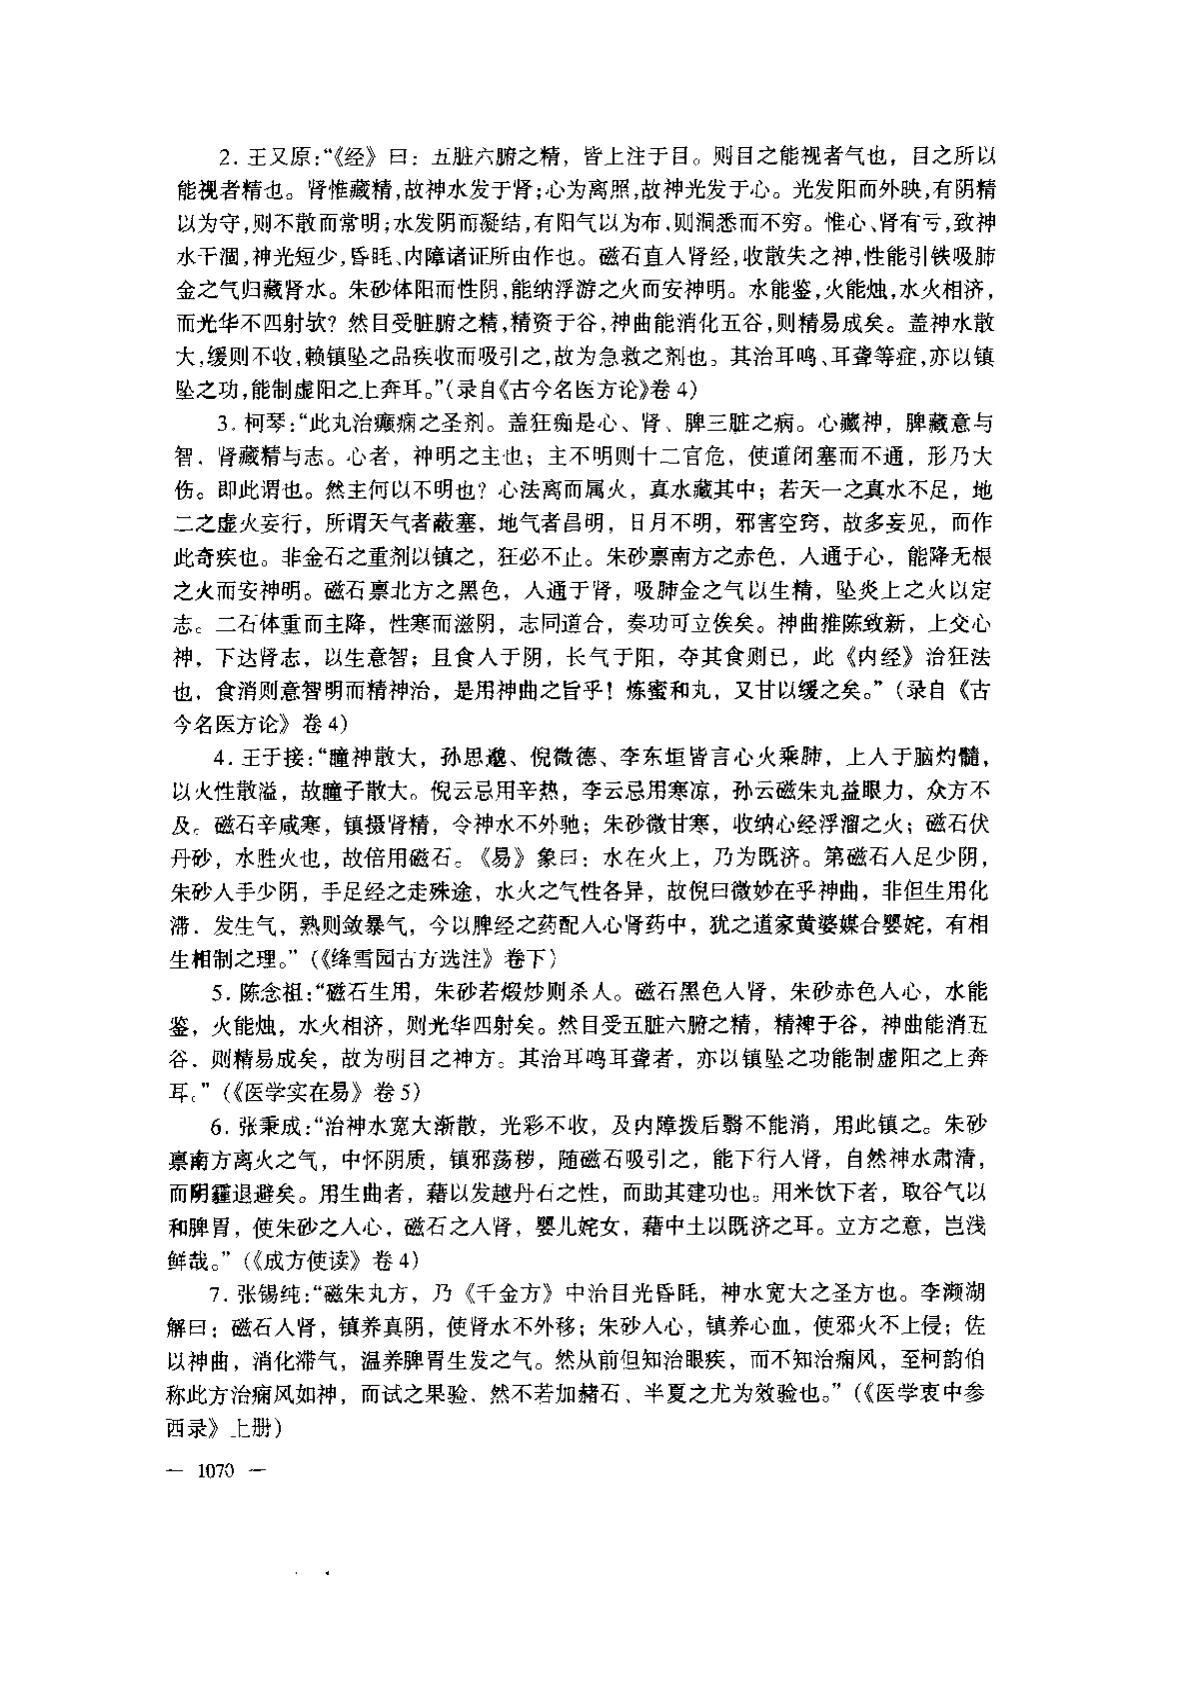 2. 王又原:“《经》曰：五脏六腑之精，皆上注于目。则目之能视者气也，目之所以
能视者精也。肾惟藏精,故神水发于肾;心为离照,故神光发于心。光发阳而外映,有阴精
以为守,则不散而常明;水发阴而凝结,有阳气以为布,则洞悉而不穷。惟心、肾有亏,致神
水干涸,神光短少,昏眊、内障诸证所由作也。磁石直入肾经,收散失之神,性能引铁吸肺
金之气归藏肾水。朱砂体阳而性阴,能纳浮游之火而安神明。水能鉴,火能烛,水火相济,
而光华不四射欤？然目受脏腑之精,精资于谷,神曲能消化五谷,则精易成矣。盖神水散
大,缓则不收,赖镇坠之品疾收而吸引之,故为急救之剂也。其治耳鸣、耳聋等症,亦以镇
坠之功,能制虚阳之上奔耳。”(录自《古今名医方论》卷 4)
3. 柯琴:“此丸治癫痫之圣剂。盖狂痴是心、肾、脾三脏之病。心藏神，脾藏意与
智，肾藏精与志。心者，神明之主也；主不明则十二官危，使道闭塞而不通，形乃大
伤。即此谓也。然主何以不明也？心法离而属火，真水藏其中；若天一之真水不足，地
二之虚火妄行，所谓天气者蔽塞，地气者昌明，日月不明，邪害空窍，故多妄见，而作
此奇疾也。非金石之重剂以镇之，狂必不止。朱砂禀南方之赤色，入通于心，能降无根
之火而安神明。磁石禀北方之黑色，入通于肾，吸肺金之气以生精，坠炎上之火以定
志。二石体重而主降，性寒而滋阴，志同道合，奏功可立俟矣。神曲推陈致新，上交心
神，下达肾志，以生意智；且食入于阴，长气于阳，夺其食则已，此《内经》治狂法
也，食消则意智明而精神治，是用神曲之旨乎！炼蜜和丸，又甘以缓之矣。”（录自《古
今名医方论》卷 4)
4. 王于接:“瞳神散大，孙思邈、倪微德、李东垣皆言心火乘肺，上入于脑灼髓，
以火性散溢，故瞳子散大。倪云忌用辛热，李云忌用寒凉，孙云磁朱丸益眼力，众方不
及。磁石辛咸寒，镇摄肾精，令神水不外驰；朱砂微甘寒，收纳心经浮溜之火；磁石伏
丹砂，水胜火也，故倍用磁石。《易》象曰：水在火上，乃为既济。第磁石入足少阴，
朱砂入手少阴，手足经之走殊途，水火之气性各异，故倪曰微妙在乎神曲，非但生用化
滞，发生气，熟则敛暴气，今以脾经之药配入心肾药中，犹之道家黄婆媒合婴姹，有相
生相制之理。”（《绛雪园古方选注》卷下）
5. 陈念祖:“磁石生用，朱砂若煅炒则杀人。磁石黑色入肾，朱砂赤色入心，水能
鉴，火能烛，水火相济，则光华四射矣。然目受五脏六腑之精，精裨于谷，神曲能消五
谷，则精易成矣，故为明目之神方。其治耳鸣耳聋者，亦以镇坠之功能制虚阳之上奔
耳。”（《医学实在易》卷 5)
6. 张秉成:“治神水宽大渐散，光彩不收，及内障拨后翳不能消，用此镇之。朱砂
禀南方离火之气，中怀阴质，镇邪荡秽，随磁石吸引之，能下行入肾，自然神水肃清，
而阴霾退避矣。用生曲者，藉以发越丹石之性，而助其建功也。用米饮下者，取谷气以
和脾胃，使朱砂之入心，磁石之入肾，婴儿姹女，藉中土以既济之耳。立方之意，岂浅
鲜哉。”（《成方使读》卷 4)
7. 张锡纯:“磁朱丸方，乃《千金方》中治目光昏眊，神水宽大之圣方也。李濒湖
解曰：磁石入肾，镇养真阴，使肾水不外移；朱砂入心，镇养心血，使邪火不上侵；佐
以神曲，消化滞气，温养脾胃生发之气。然从前但知治眼疾，而不知治痫风，至柯韵伯
称此方治痫风如神，而试之果验，然不若加赭石、半夏之尤为效验也。”（《医学衷中参
西录》上册）
— 1070 —